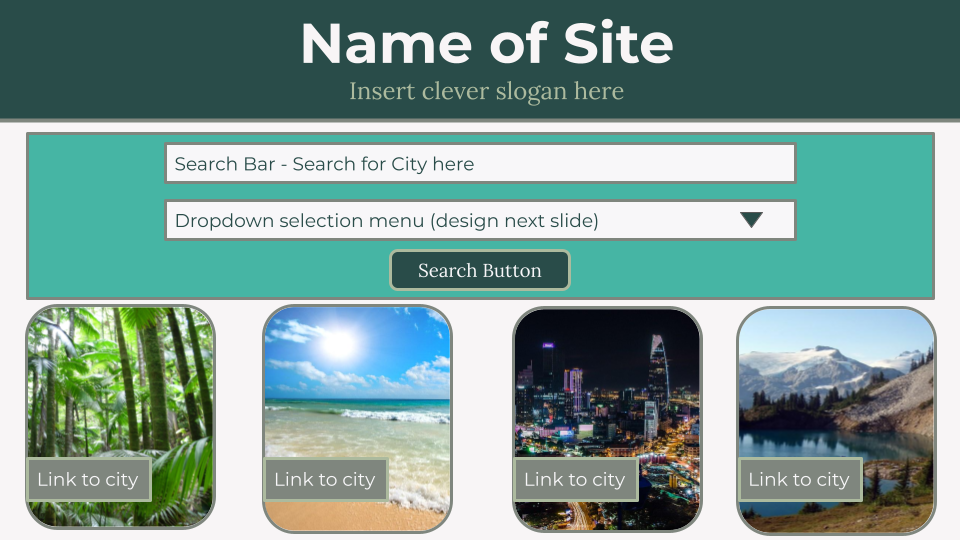 Name of Site
Insert clever slogan here
Search Bar - Search for City here
Dropdown selection menu (design next slide)
Search Button
Link to city
Link to city
Link to city
Link to city